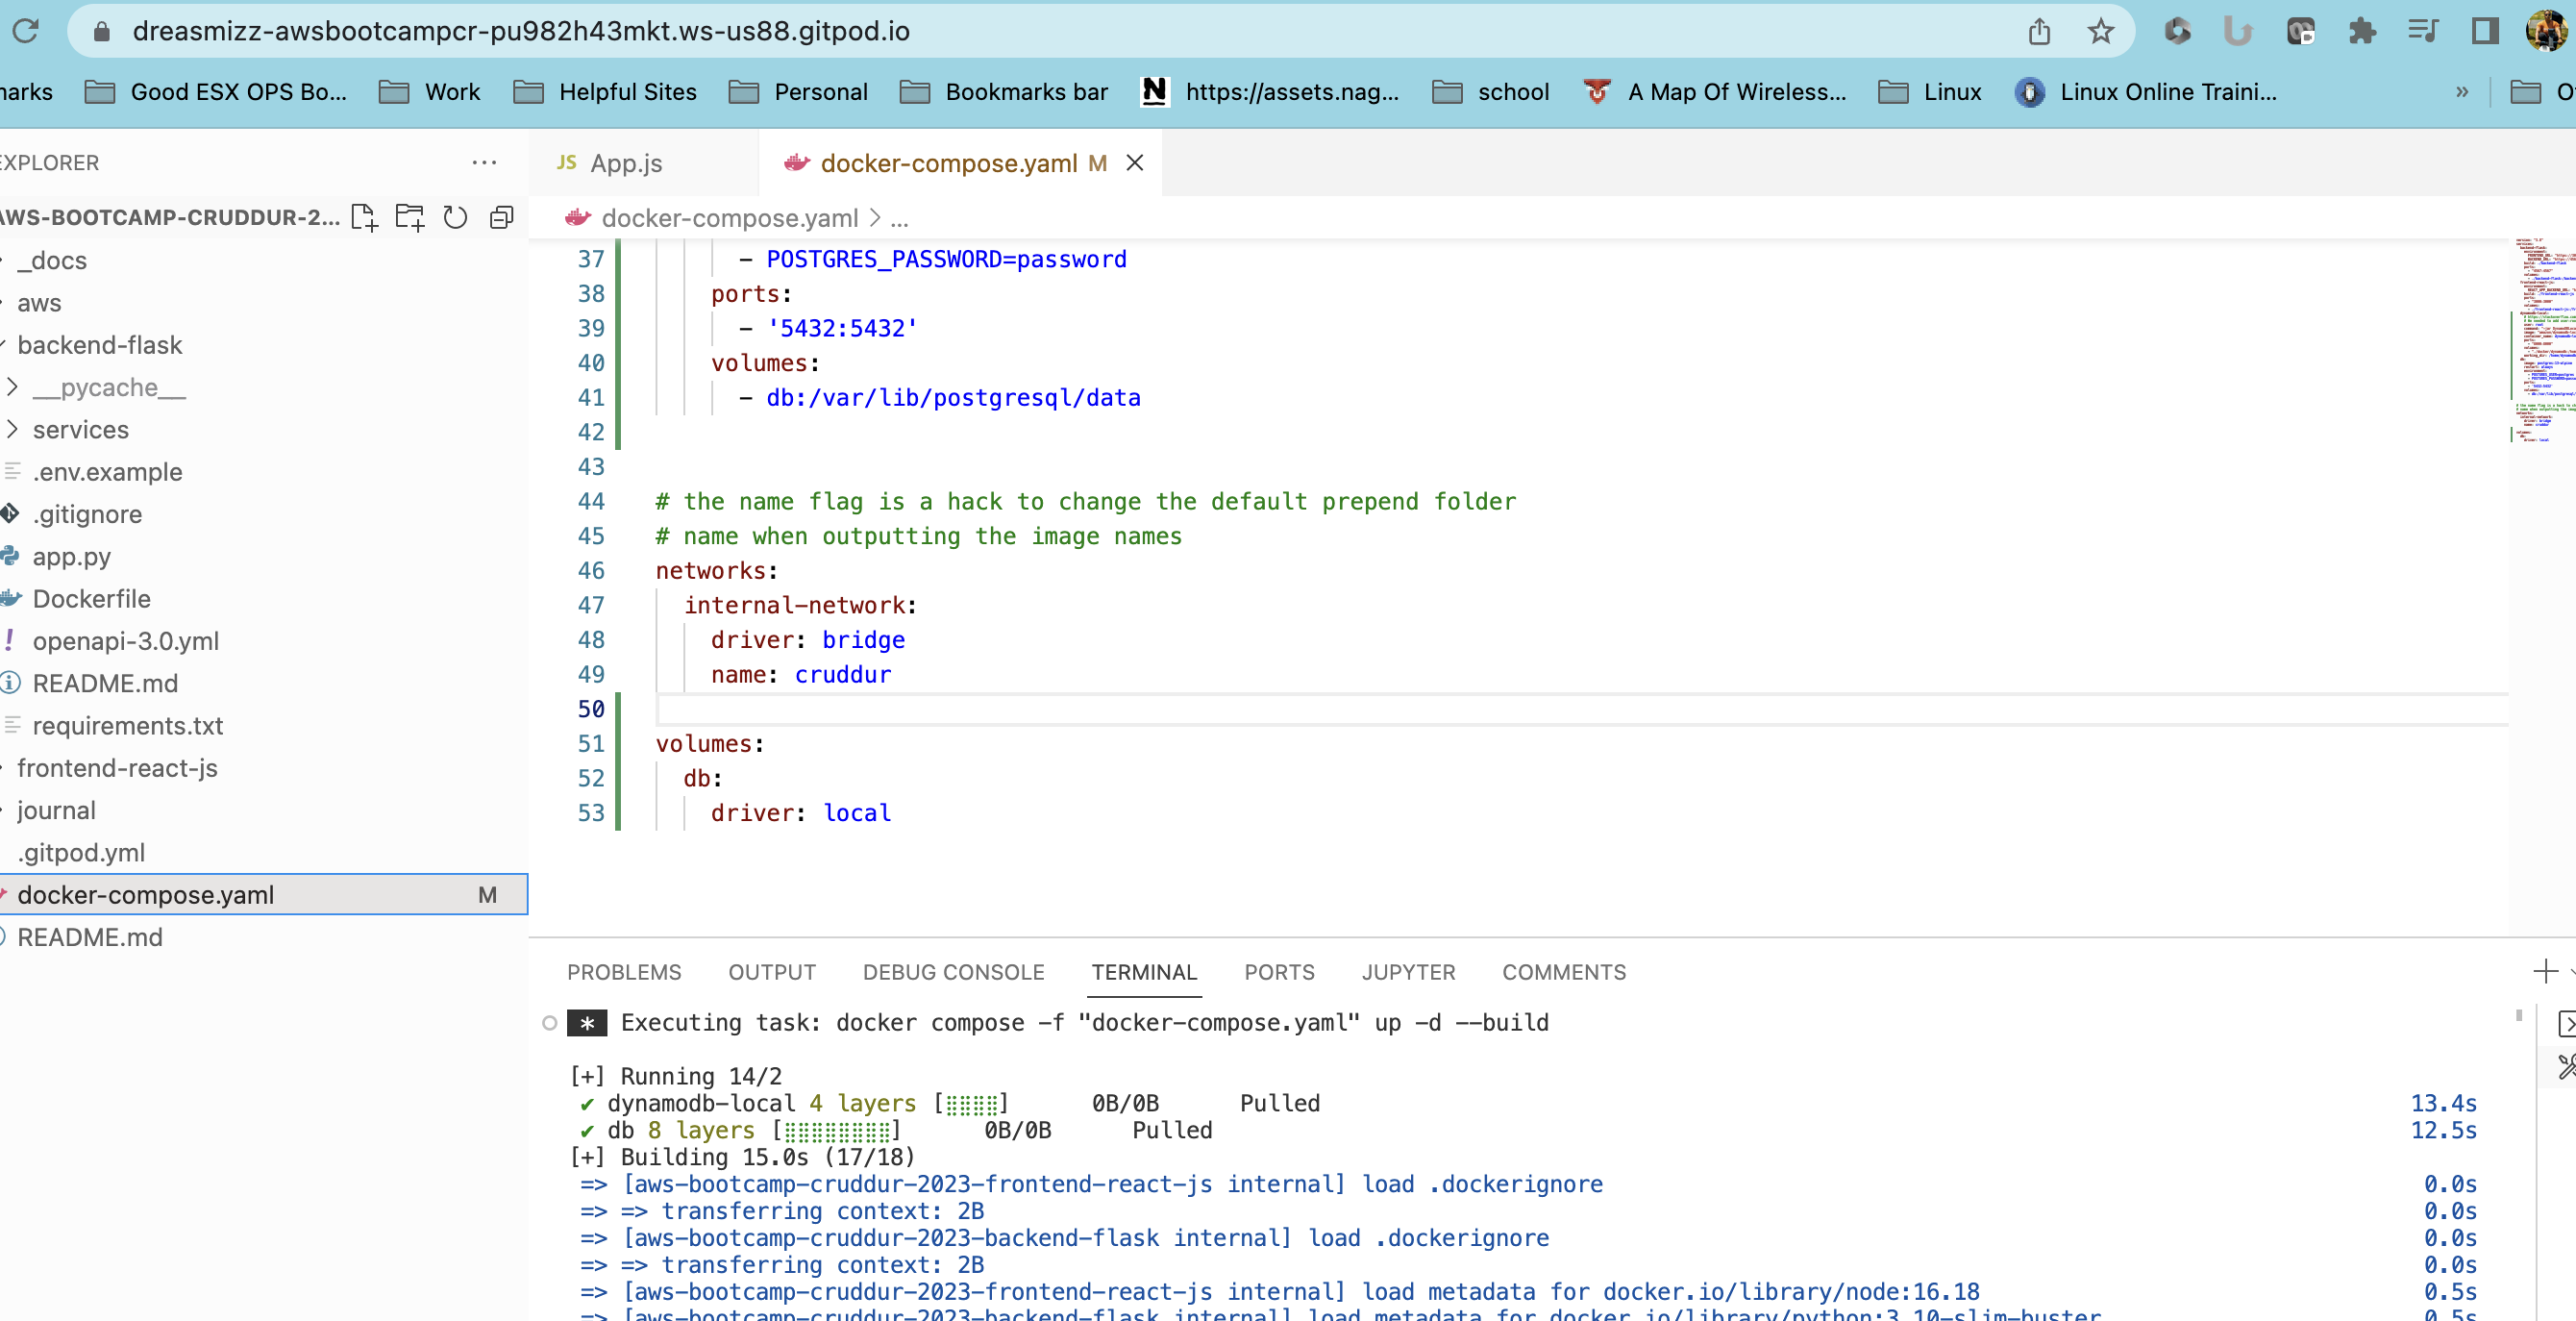 dreasmizz-awsbootcampcr-pu982h43mkt.ws-us88.gitpod.io
marks Good ESX OPS Bo... Work Helpful Sites Personal Bookmarks bar https://assets.nag... school A Map Of Wireless... Linux Linux Online Traini... »
EXPLORER ...
AWS-BOOTCAMP-CRUDDUR-2...
_docs
aws
backend-flask
__pycache__
services
.env.example
.gitignore
app.py
Dockerfile
openapi-3.0.yml
README.md
requirements.txt
frontend-react-js
journal
.gitpod.yml
docker-compose.yaml M
README.md
JS App.js docker-compose.yaml M
docker-compose.yaml > ...
37 - POSTGRES_PASSWORD=password
38 ports:
39 - '5432:5432'
40 volumes:
41 - db:/var/lib/postgresql/data
42
43
44 # the name flag is a hack to change the default prepend folder
45 # name when outputting the image names
46 networks:
47 internal-network:
48 driver: bridge
49 name: cruddur
50
51 volumes:
52 db:
53 driver: local
PROBLEMS OUTPUT DEBUG CONSOLE TERMINAL PORTS JUPYTER COMMENTS
* Executing task: docker compose -f "docker-compose.yaml" up -d --build
[+] Running 14/2
✔ dynamodb-local 4 layers [⣿⣿⣿⣿] 0B/0B Pulled 13.4s
✔ db 8 layers [⣿⣿⣿⣿⣿⣿⣿⣿] 0B/0B Pulled 12.5s
[+] Building 15.0s (17/18)
=> [aws-bootcamp-cruddur-2023-frontend-react-js internal] load .dockerignore 0.0s
=> => transferring context: 2B 0.0s
=> [aws-bootcamp-cruddur-2023-backend-flask internal] load .dockerignore 0.0s
=> => transferring context: 2B 0.0s
=> [aws-bootcamp-cruddur-2023-frontend-react-js internal] load metadata for docker.io/library/node:16.18 0.5s
=> [aws-bootcamp-cruddur-2023-backend-flask internal] load metadata for docker.io/library/python:3.10-slim-buster 0.5s